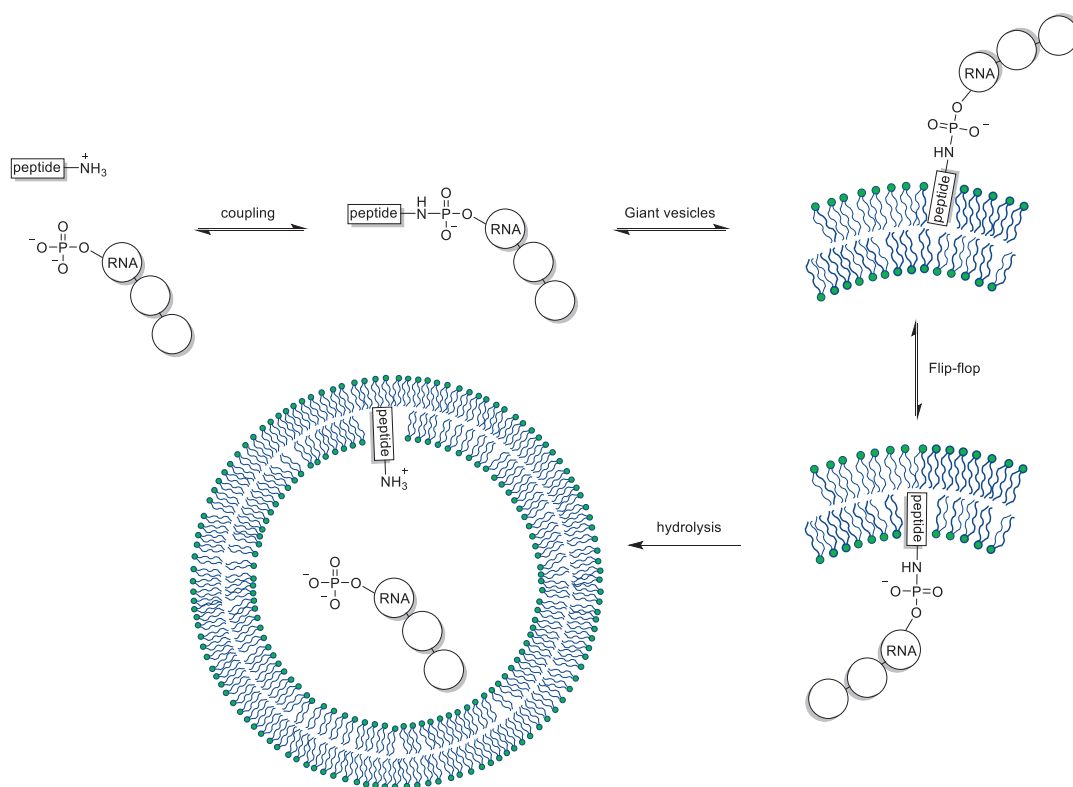 peptide
NH3 +
coupling
O− P O O− O
RNA
peptide
H N
O P O−
O
RNA
Giant vesicles
RNA
O
O=P O−
HN
peptide
Flip-flop
peptide
HN
−O P=O
O
RNA
hydrolysis
peptide
NH3 +
−O P O O− O
RNA